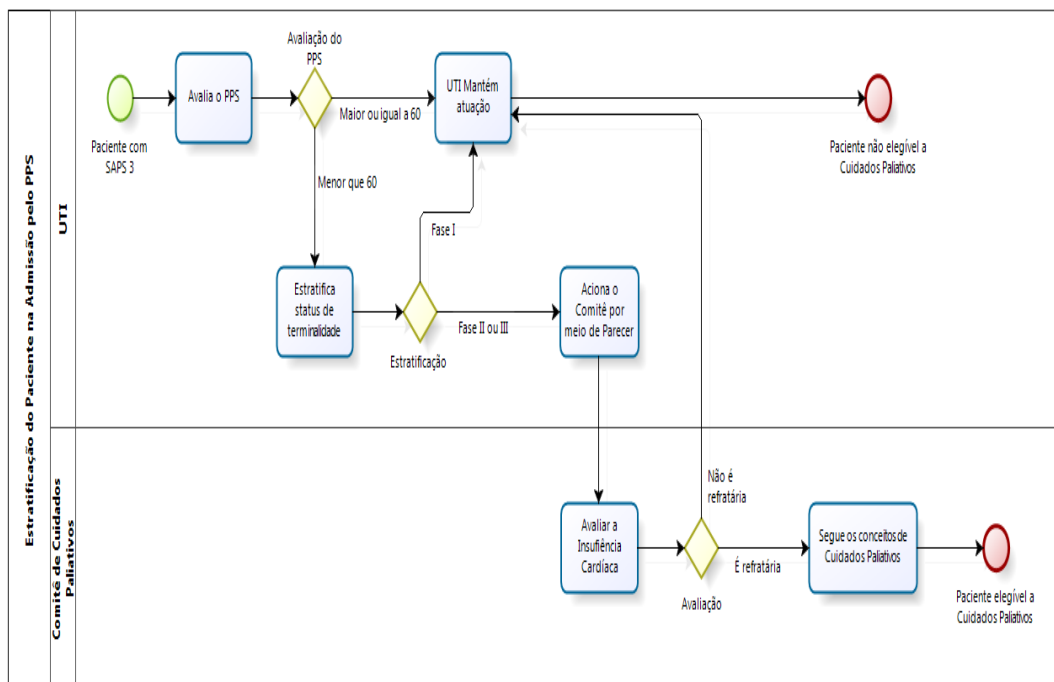 Estratificação do Paciente na Admissão pelo PPS
UTI
Avaliação do
PPS
Avalia o PPS
UTI Mantém
atuação
Maior ou igual a 60
Paciente com
SAPS 3
Paciente não elegível a
Cuidados Paliativos
Menor que 60
Fase I
Estratifica
status de
terminalidade
Fase II ou III
Aciona o
Comitê por
meio de Parecer
Estratificação
Comitê de Cuidados
Paliativos
Não é
refratária
Avaliar a
Insufiência
Cardíaca
É refratária
Segue os conceitos de
Cuidados Paliativos
Avaliação
Paciente elegível a
Cuidados Paliativos